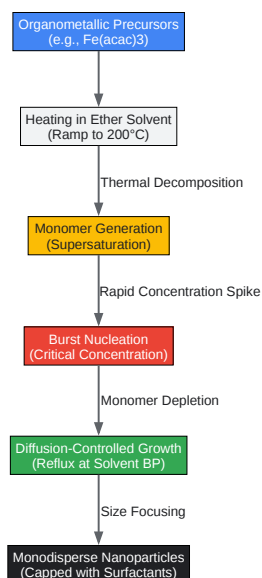 Organometallic Precursors
(e.g., Fe(acac)3)
Heating in Ether Solvent
(Ramp to 200°C)
Thermal Decomposition
Monomer Generation
(Supersaturation)
Rapid Concentration Spike
Burst Nucleation
(Critical Concentration)
Monomer Depletion
Diffusion-Controlled Growth
(Reflux at Solvent BP)
Size Focusing
Monodisperse Nanoparticles
(Capped with Surfactants)